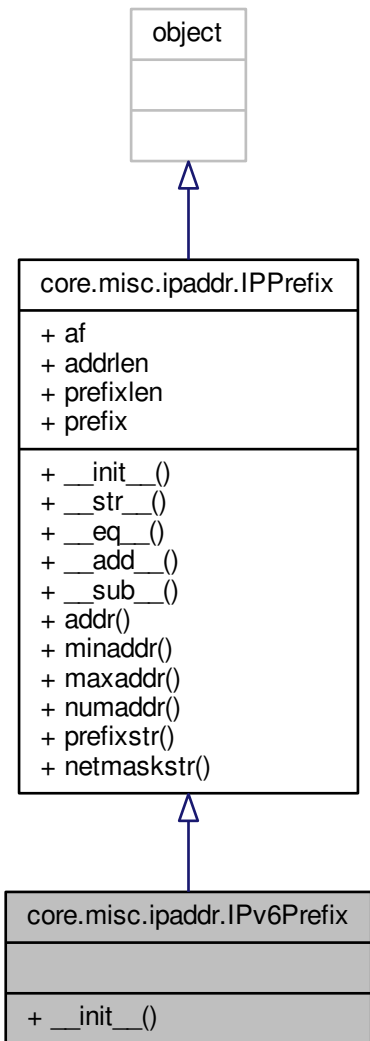 object
core.misc.ipaddr.IPPrefix
+ af
+ addrlen
+ prefixlen
+ prefix
+ __init__()
+ __str__()
+ __eq__()
+ __add__()
+ __sub__()
+ addr()
+ minaddr()
+ maxaddr()
+ numaddr()
+ prefixstr()
+ netmaskstr()
core.misc.ipaddr.IPv6Prefix
+ __init__()